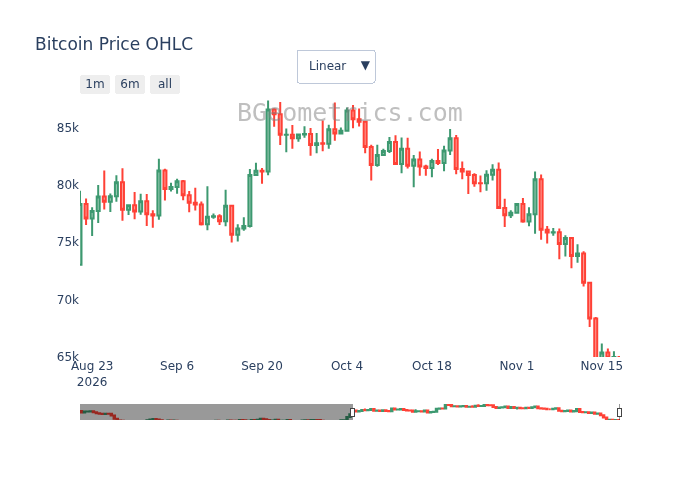 Bitcoin Price OHLC
Linear ▼
1m 6m all
BGeometrics.com
85k
80k
75k
70k
65k
Aug 23 Sep 6 Sep 20 Oct 4 Oct 18 Nov 1 Nov 15
2026